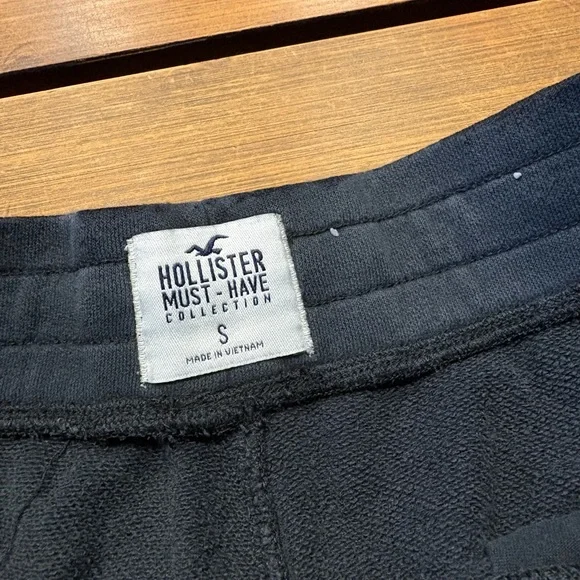 HOLLISTER
MUST-HAVE
COLLECTION
S
MADE IN VIETNAM